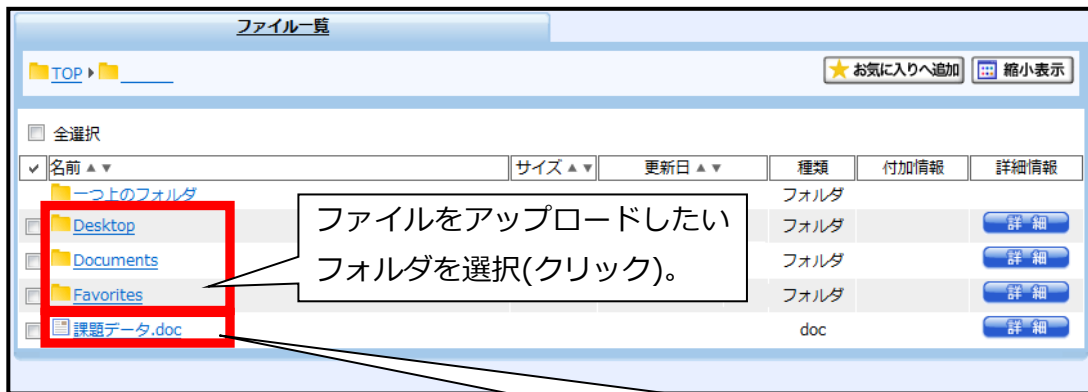 ファイル一覧
TOP
お気に入りへ追加 縮小表示
全選択
名前 ▲▼ サイズ ▲▼ 更新日 ▲▼ 種類 付加情報 詳細情報
一つ上のフォルダ フォルダ
Desktop フォルダ 詳細
Documents フォルダ 詳細
Favorites フォルダ 詳細
課題データ.doc doc 詳細
ファイルをアップロードしたい
フォルダを選択(クリック)。